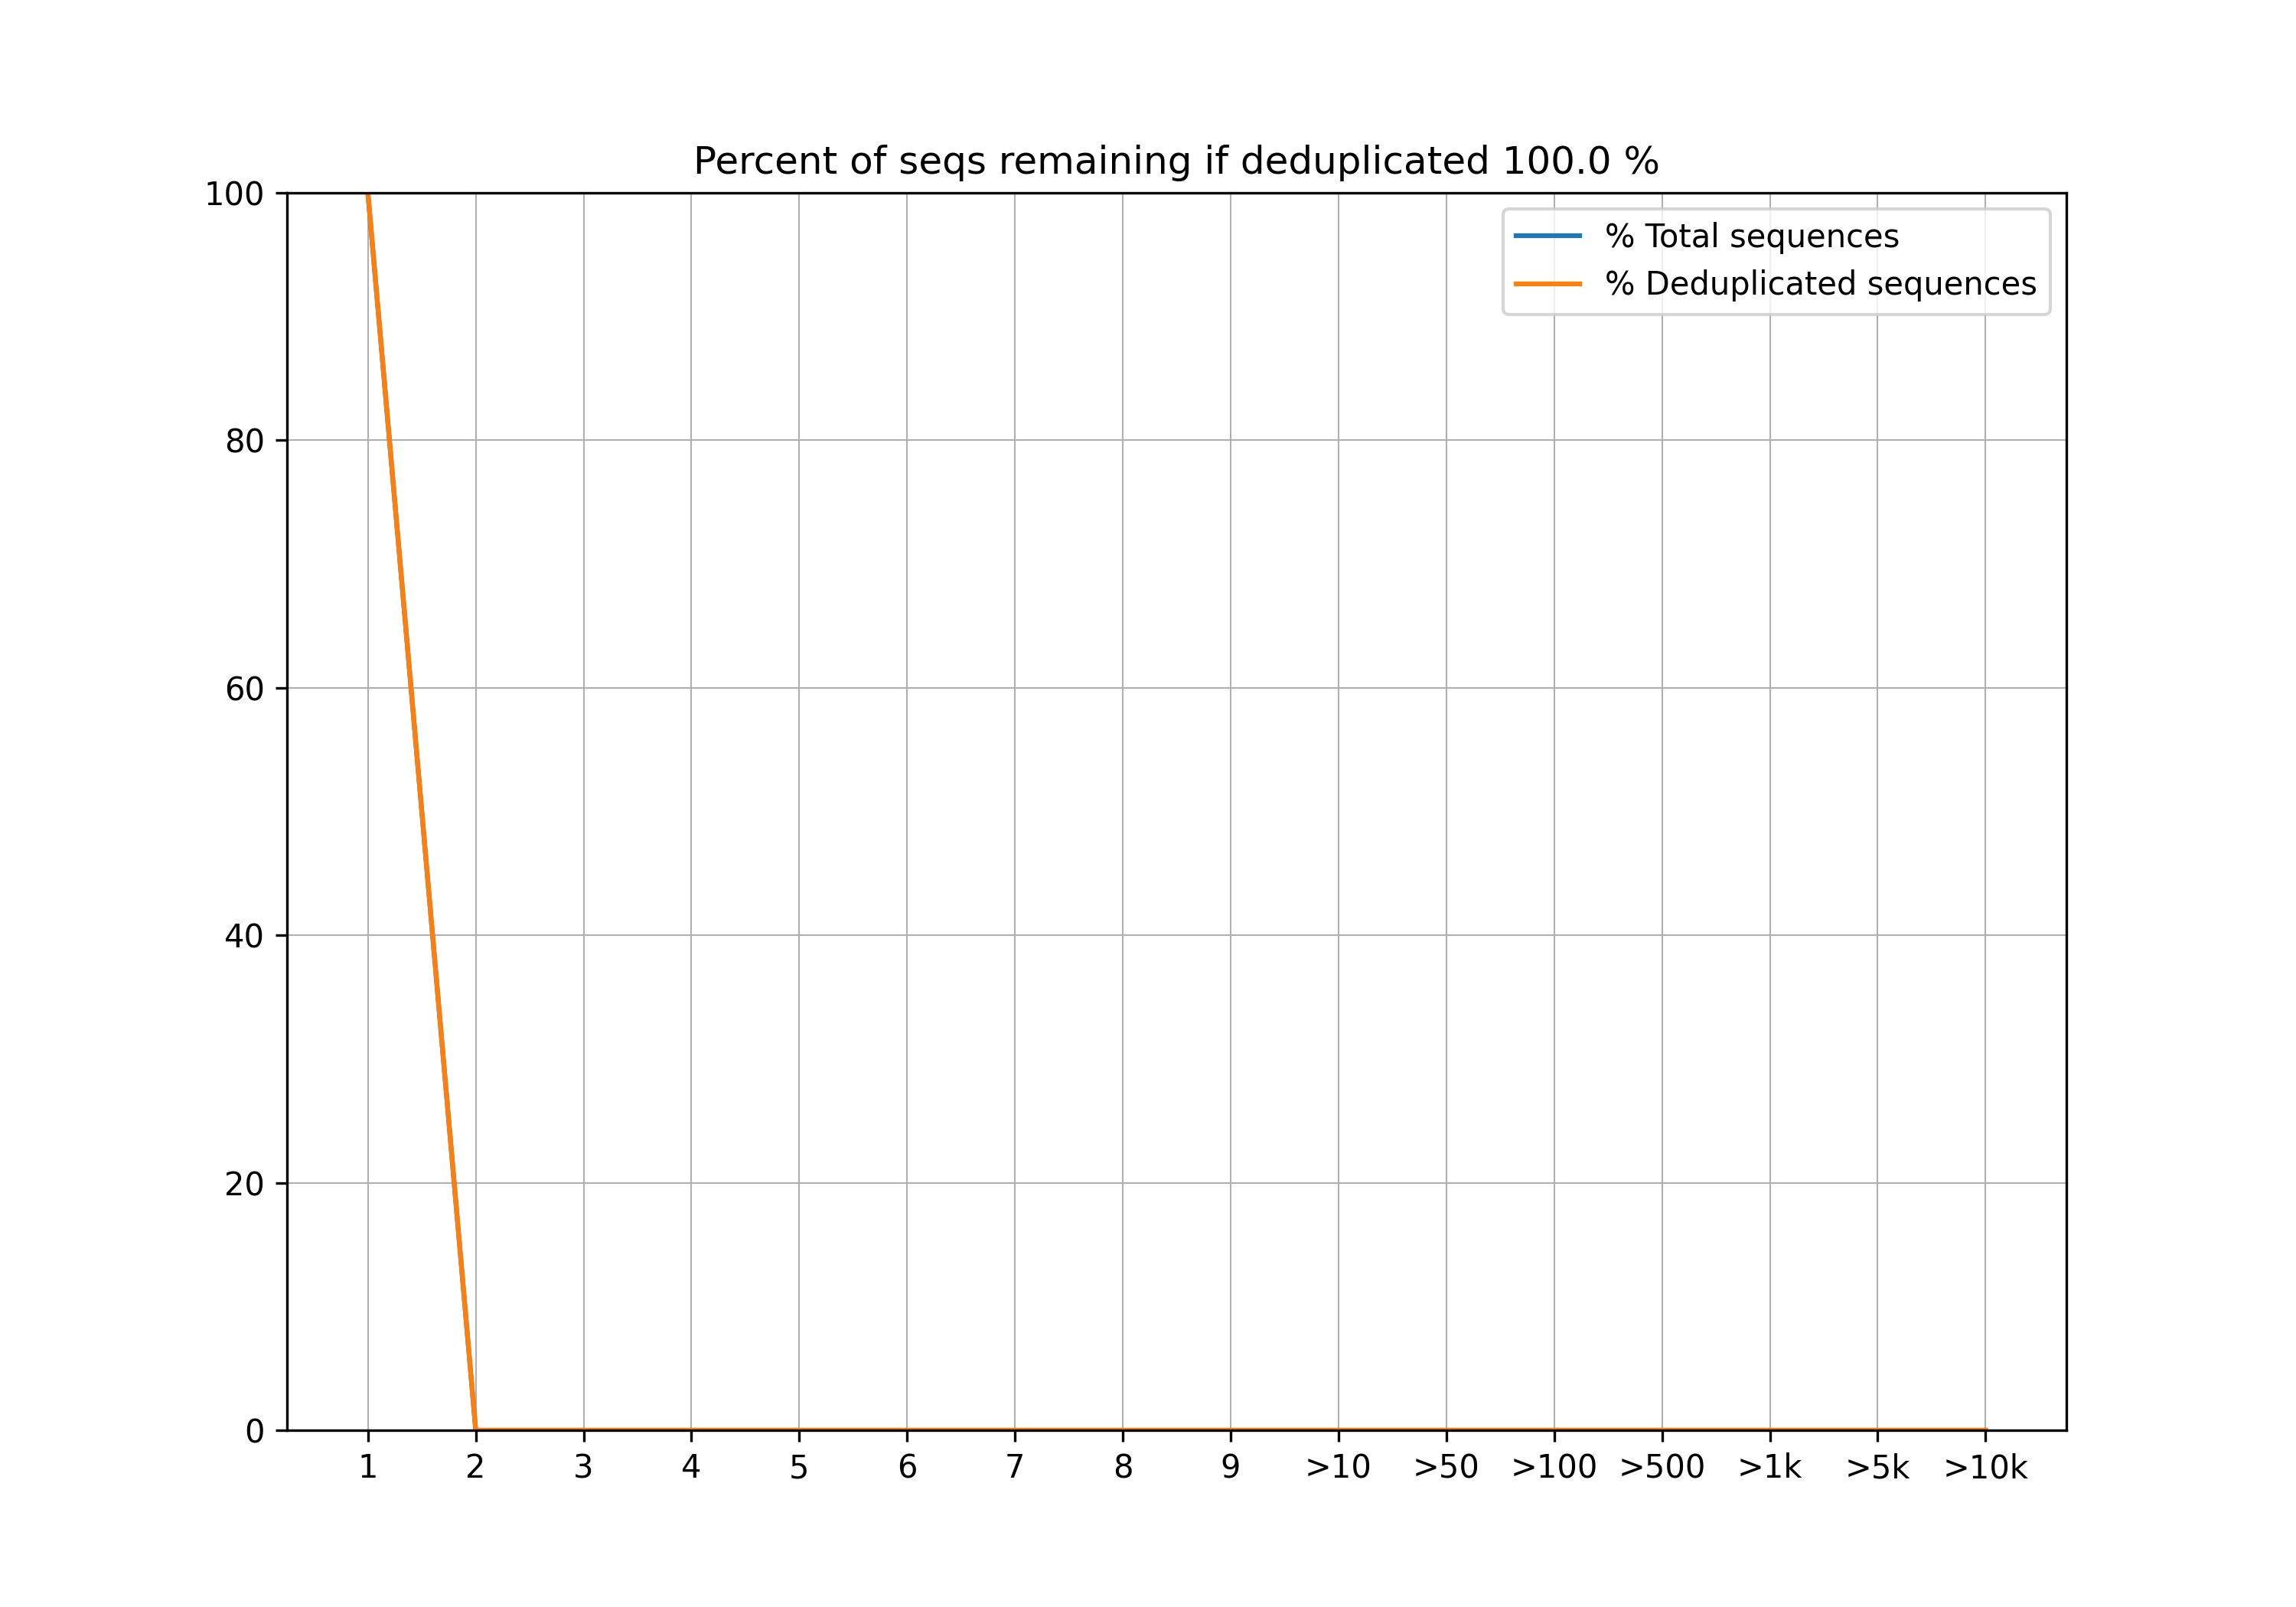 Percent of seqs remaining if deduplicated 100.0 %
% Total sequences
% Deduplicated sequences
100
80
60
40
20
0
1 2 3 4 5 6 7 8 9 >10 >50 >100 >500 >1k >5k >10k